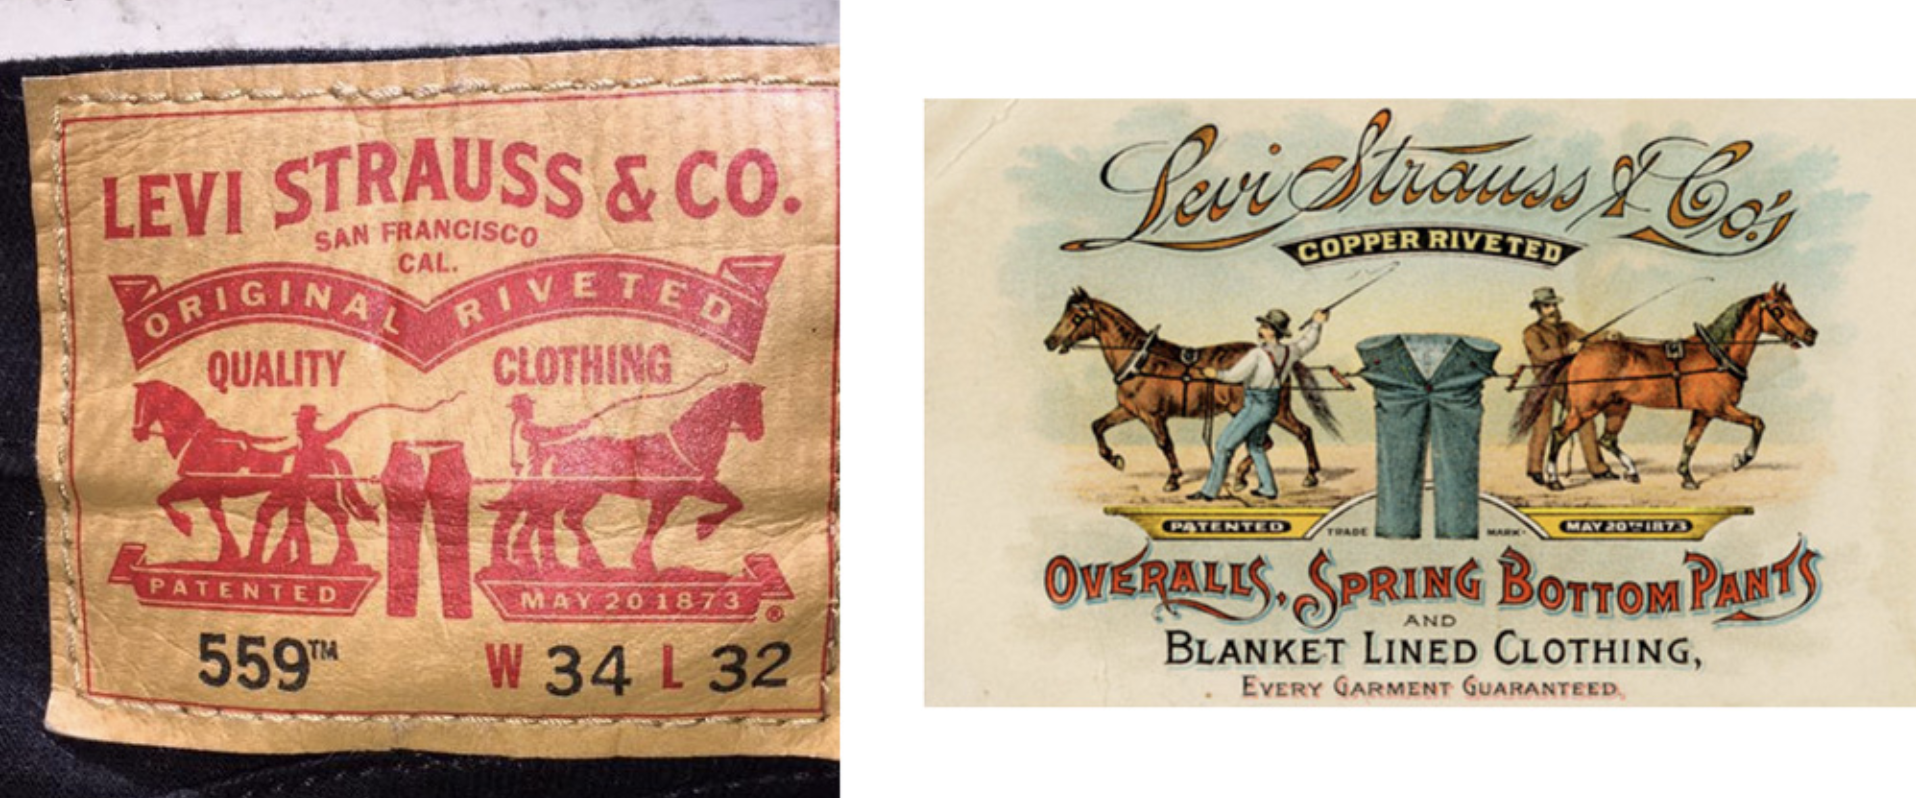 LEVI STRAUSS & CO.
SAN FRANCISCO
CAL.
ORIGINAL RIVETED
QUALITY CLOTHING
PATENTED MAY 20 1873 ®
559™ W 34 L 32
Levi Strauss & Co's
COPPER RIVETED
PATENTED TRADE MARK MAY 20TH 1873
OVERALLS, SPRING BOTTOM PANTS
AND
BLANKET LINED CLOTHING,
EVERY GARMENT GUARANTEED.